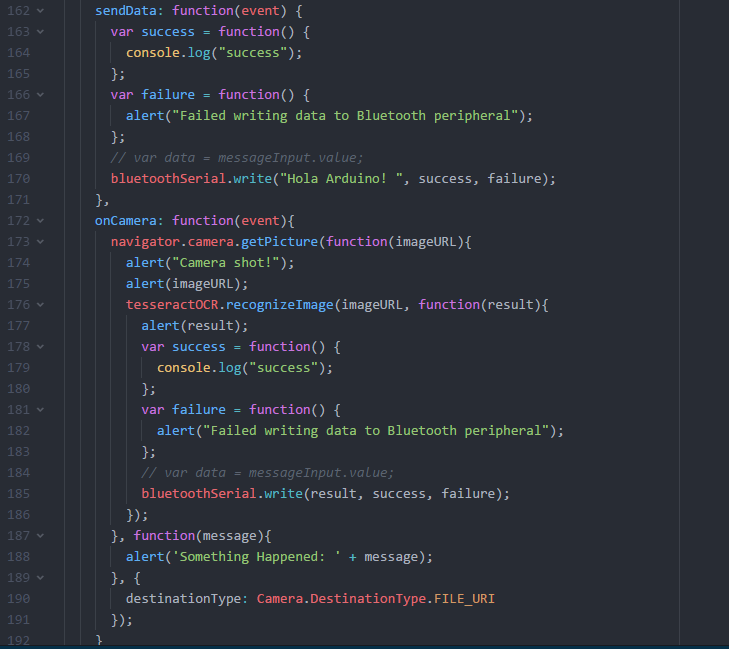 162 sendData: function(event) {
163 var success = function() {
164 console.log("success");
165 };
166 var failure = function() {
167 alert("Failed writing data to Bluetooth peripheral");
168 };
169 // var data = messageInput.value;
170 bluetoothSerial.write("Hola Arduino! ", success, failure);
171 },
172 onCamera: function(event){
173 navigator.camera.getPicture(function(imageURL){
174 alert("Camera shot!");
175 alert(imageURL);
176 tesseractOCR.recognizeImage(imageURL, function(result){
177 alert(result);
178 var success = function() {
179 console.log("success");
180 };
181 var failure = function() {
182 alert("Failed writing data to Bluetooth peripheral");
183 };
184 // var data = messageInput.value;
185 bluetoothSerial.write(result, success, failure);
186 });
187 }, function(message){
188 alert('Something Happened: ' + message);
189 }, {
190 destinationType: Camera.DestinationType.FILE_URI
191 });
192 }